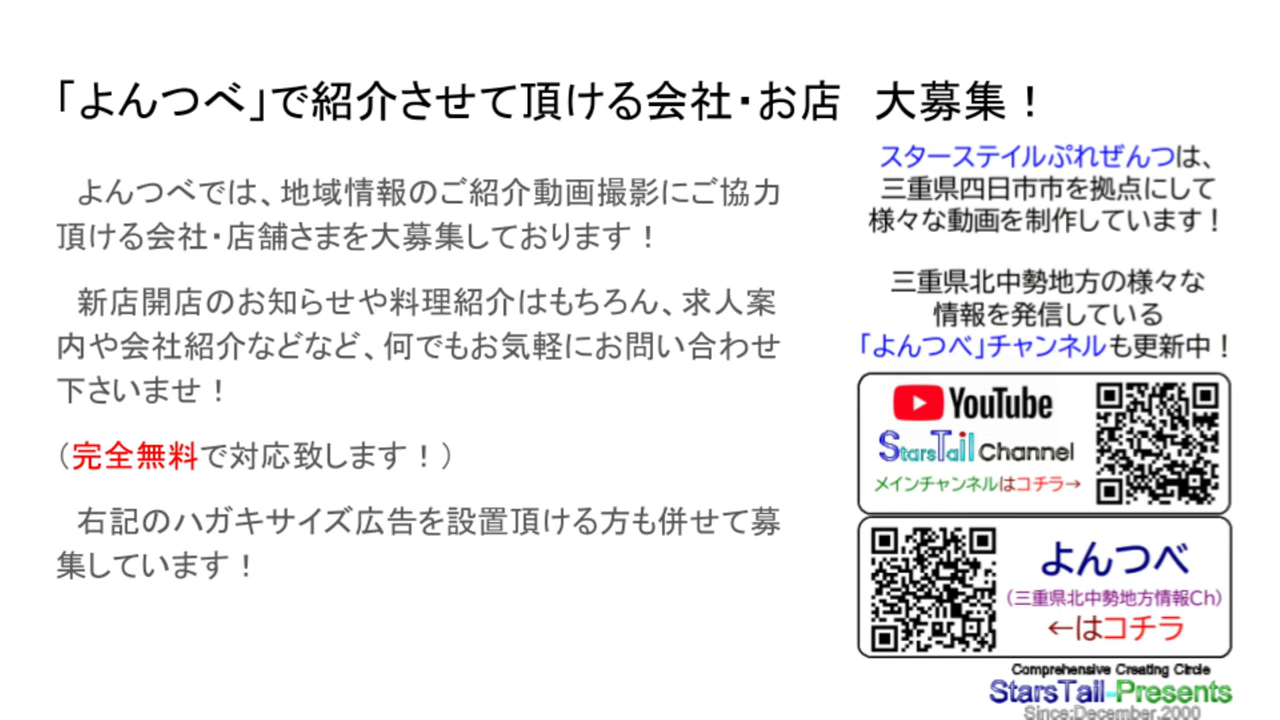 「よんつべ」で紹介させて頂ける会社・お店　大募集！
よんつべでは、地域情報のご紹介動画撮影にご協力
頂ける会社・店舗さまを大募集しております！
新店開店のお知らせや料理紹介はもちろん、求人案
内や会社紹介などなど、何でもお気軽にお問い合わせ
下さいませ！
（完全無料で対応致します！）
右記のハガキサイズ広告を設置頂ける方も併せて募
集しています！
スターステイルぷれぜんつは、
三重県四日市市を拠点にして
様々な動画を制作しています！
三重県北中勢地方の様々な
情報を発信している
「よんつべ」チャンネルも更新中！
YouTube
StarsTail Channel
メインチャンネルはコチラ→
よんつべ
（三重県北中勢地方情報Ch）
←はコチラ
Comprehensive Creating Circle
StarsTail-Presents
Since:December.2000